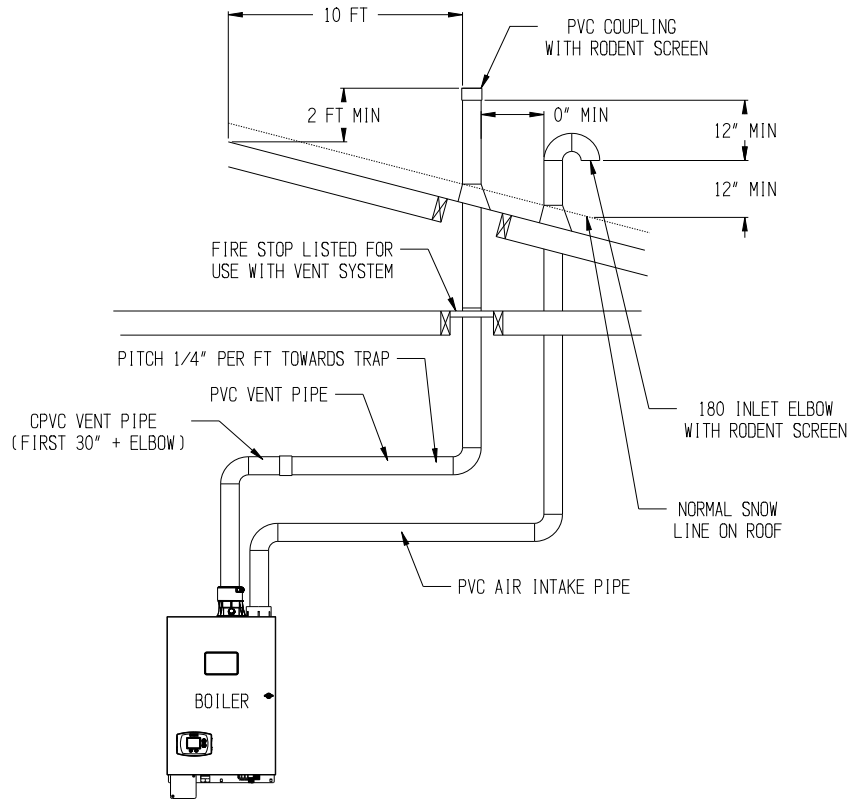 10 FT
PVC COUPLING
WITH RODENT SCREEN
2 FT MIN
0" MIN
12" MIN
12" MIN
FIRE STOP LISTED FOR
USE WITH VENT SYSTEM
PITCH 1/4" PER FT TOWARDS TRAP
PVC VENT PIPE
CPVC VENT PIPE
(FIRST 30" + ELBOW)
180 INLET ELBOW
WITH RODENT SCREEN
NORMAL SNOW
LINE ON ROOF
PVC AIR INTAKE PIPE
BOILER